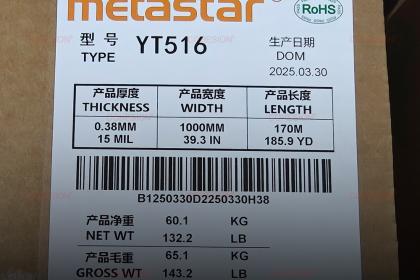 metastar
RoHS
型 号
TYPE
YT516
生产日期
DOM
2025.03.30
产品厚度 产品宽度 产品长度
THICKNESS WIDTH LENGTH
0.38MM 1000MM 170M
15 MIL 39.3 IN 185.9 YD
B1250330D2250330H38
产品净重 60.1 KG
NET WT 132.2 LB
产品毛重 65.1 KG
GROSS WT 143.2 LB